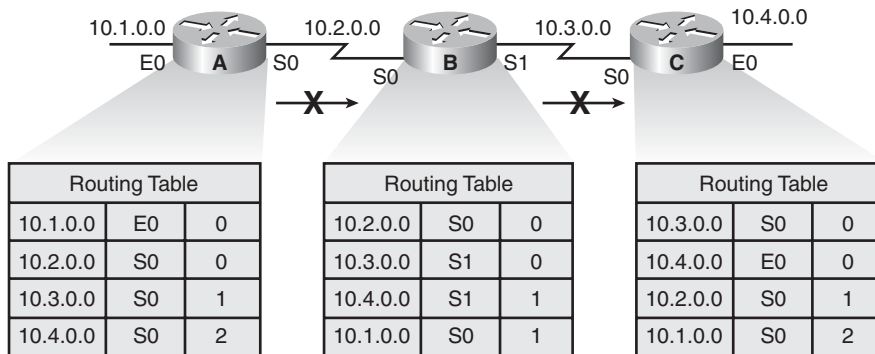 10.1.0.0 10.2.0.0 10.3.0.0 10.4.0.0
E0 A S0 S0 B S1 S0 C E0
X X
Routing Table Routing Table Routing Table
10.1.0.0 E0 0 10.2.0.0 S0 0 10.3.0.0 S0 0
10.2.0.0 S0 0 10.3.0.0 S1 0 10.4.0.0 E0 0
10.3.0.0 S0 1 10.4.0.0 S1 1 10.2.0.0 S0 1
10.4.0.0 S0 2 10.1.0.0 S0 1 10.1.0.0 S0 2